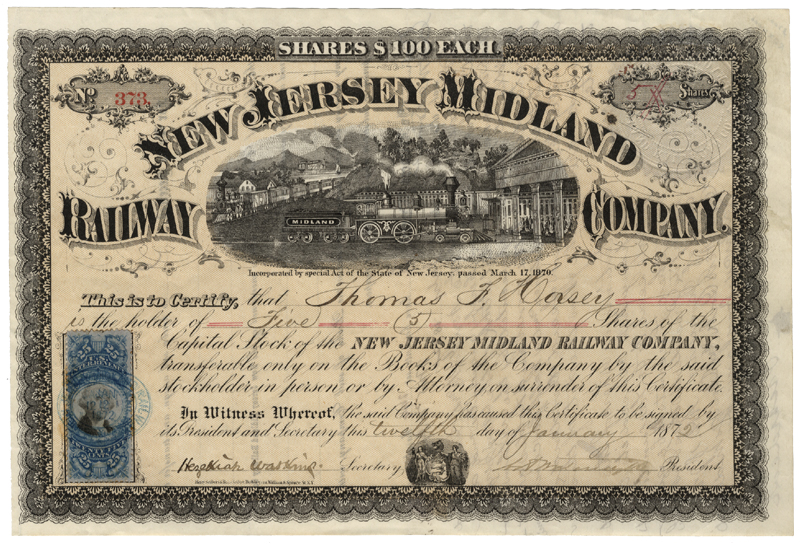 SHARES $100 EACH.
No 373.
5 Shares.
NEW JERSEY MIDLAND
RAILWAY COMPANY.
MIDLAND
Incorporated by special Act of the State of New Jersey, passed March 17, 1870.
This is to Certify, that Thomas F. Horsey
is the holder of Five (5) Shares of the
Capital Stock of the NEW JERSEY MIDLAND RAILWAY COMPANY,
transferable only on the Books of the Company by the said
stockholder in person or by Attorney, on surrender of this Certificate.
In Witness Whereof, the said Company has caused this Certificate to be signed by
its President and Secretary this twelfth day of January 1872
Hezekiah Watkins. Secretary President
25